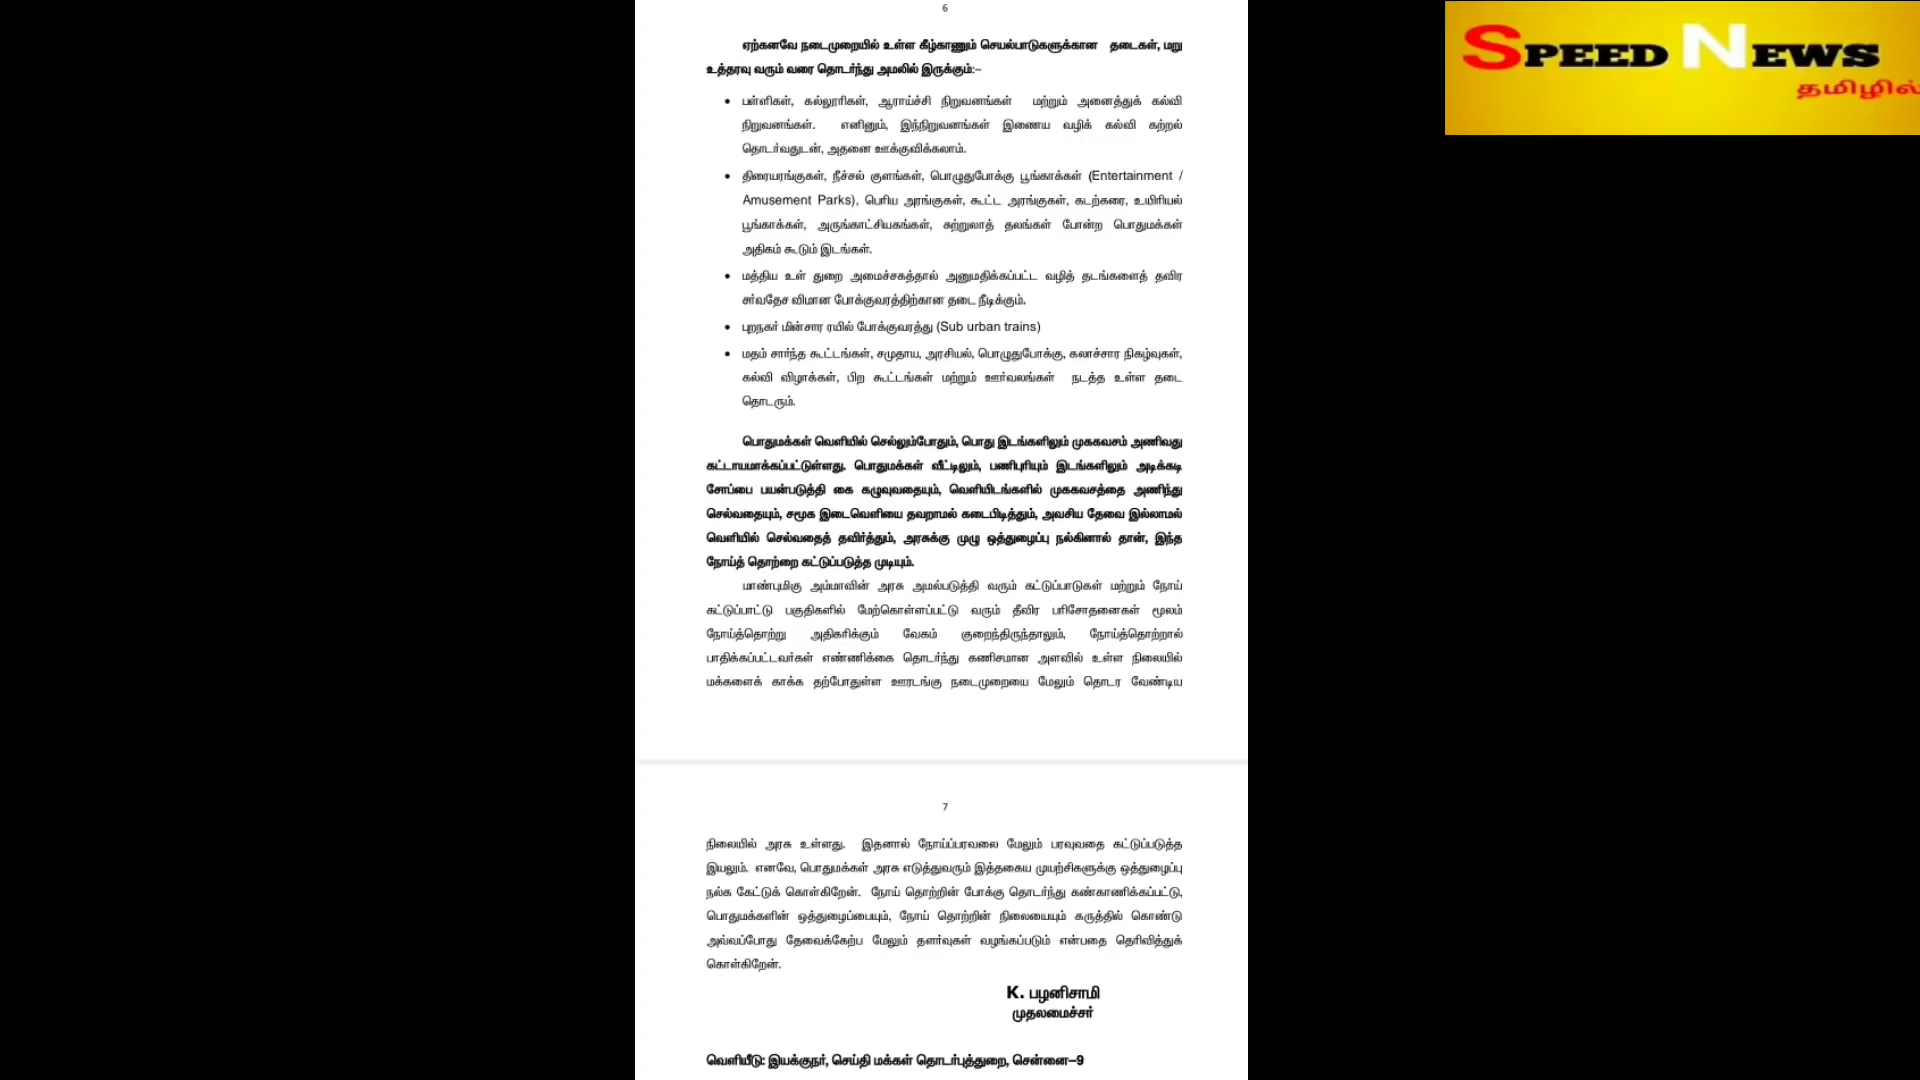 6
SPEED NEWS
தமிழில்
ஏற்கனவே நடைமுறையில் உள்ள கீழ்காணும் செயல்பாடுகளுக்கான தடைகள், மறு
உத்தரவு வரும் வரை தொடர்ந்து அமலில் இருக்கும்:–
• பள்ளிகள், கல்லூரிகள், ஆராய்ச்சி நிறுவனங்கள் மற்றும் அனைத்துக் கல்வி
நிறுவனங்கள். எனினும், இந்நிறுவனங்கள் இணைய வழிக் கல்வி கற்றல்
தொடர்வதுடன், அதனை ஊக்குவிக்கலாம்.
• திரையரங்குகள், நீச்சல் குளங்கள், பொழுதுபோக்கு பூங்காக்கள் (Entertainment /
Amusement Parks), பெரிய அரங்குகள், கூட்ட அரங்குகள், கடற்கரை, உயிரியல்
பூங்காக்கள், அருங்காட்சியகங்கள், சுற்றுலாத் தலங்கள் போன்ற பொதுமக்கள்
அதிகம் கூடும் இடங்கள்.
• மத்திய உள் துறை அமைச்சகத்தால் அனுமதிக்கப்பட்ட வழித் தடங்களைத் தவிர
சர்வதேச விமான போக்குவரத்திற்கான தடை நீடிக்கும்.
• புறநகர் மின்சார ரயில் போக்குவரத்து (Sub urban trains)
• மதம் சார்ந்த கூட்டங்கள், சமுதாய, அரசியல், பொழுதுபோக்கு, கலாச்சார நிகழ்வுகள்,
கல்வி விழாக்கள், பிற கூட்டங்கள் மற்றும் ஊர்வலங்கள் நடத்த உள்ள தடை
தொடரும்.
பொதுமக்கள் வெளியில் செல்லும்போதும், பொது இடங்களிலும் முககவசம் அணிவது
கட்டாயமாக்கப்பட்டுள்ளது. பொதுமக்கள் வீட்டிலும், பணிபுரியும் இடங்களிலும் அடிக்கடி
சோப்பை பயன்படுத்தி கை கழுவுவதையும், வெளியிடங்களில் முககவசத்தை அணிந்து
செல்வதையும், சமூக இடைவெளியை தவறாமல் கடைபிடித்தும், அவசிய தேவை இல்லாமல்
வெளியில் செல்வதைத் தவிர்த்தும், அரசுக்கு முழு ஒத்துழைப்பு நல்கினால் தான், இந்த
நோய்த் தொற்றை கட்டுப்படுத்த முடியும்.
மாண்புமிகு அம்மாவின் அரசு அமல்படுத்தி வரும் கட்டுப்பாடுகள் மற்றும் நோய்
கட்டுப்பாட்டு பகுதிகளில் மேற்கொள்ளப்பட்டு வரும் தீவிர பரிசோதனைகள் மூலம்
நோய்த்தொற்று அதிகரிக்கும் வேகம் குறைந்திருந்தாலும், நோய்த்தொற்றால்
பாதிக்கப்பட்டவர்கள் எண்ணிக்கை தொடர்ந்து கணிசமான அளவில் உள்ள நிலையில்
மக்களைக் காக்க தற்போதுள்ள ஊரடங்கு நடைமுறையை மேலும் தொடர வேண்டிய
7
நிலையில் அரசு உள்ளது. இதனால் நோய்ப்பரவலை மேலும் பரவுவதை கட்டுப்படுத்த
இயலும். எனவே, பொதுமக்கள் அரசு எடுத்துவரும் இத்தகைய முயற்சிகளுக்கு ஒத்துழைப்பு
நல்க கேட்டுக் கொள்கிறேன். நோய் தொற்றின் போக்கு தொடர்ந்து கண்காணிக்கப்பட்டு,
பொதுமக்களின் ஒத்துழைப்பையும், நோய் தொற்றின் நிலையையும் கருத்தில் கொண்டு
அவ்வப்போது தேவைக்கேற்ப மேலும் தளர்வுகள் வழங்கப்படும் என்பதை தெரிவித்துக்
கொள்கிறேன்.
K. பழனிசாமி
முதலமைச்சர்
வெளியீடு: இயக்குநர், செய்தி மக்கள் தொடர்புத்துறை, சென்னை–9